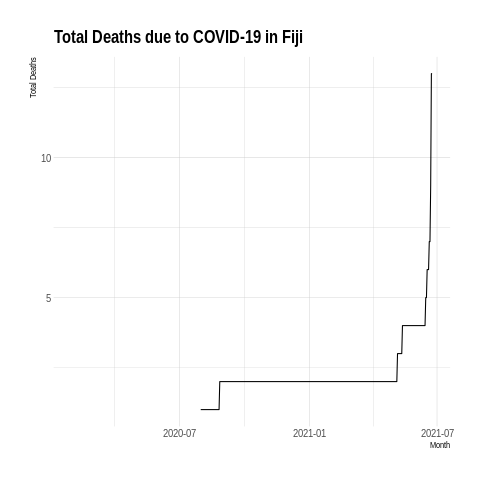 Total Deaths due to COVID-19 in Fiji
Total Deaths
10
5
2020-07
2021-01
2021-07
Month